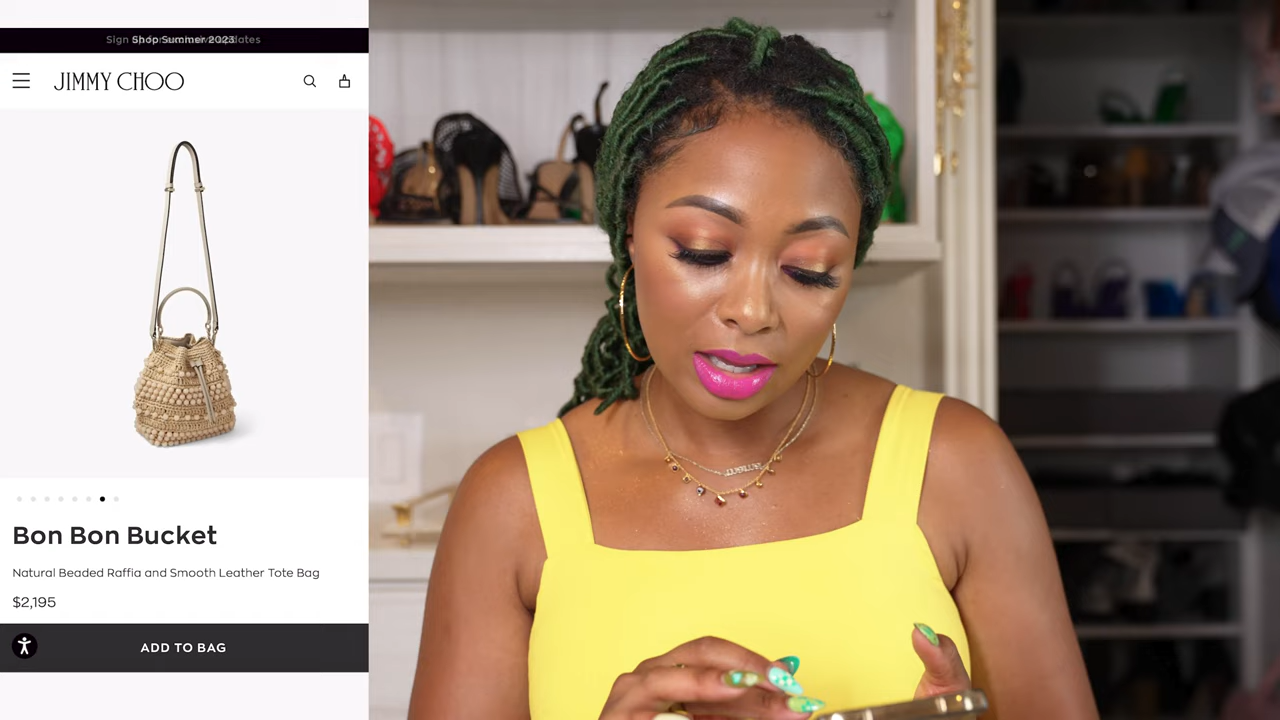 Shop Summer 2023
JIMMY CHOO
Bon Bon Bucket
Natural Beaded Raffia and Smooth Leather Tote Bag
$2,195
ADD TO BAG